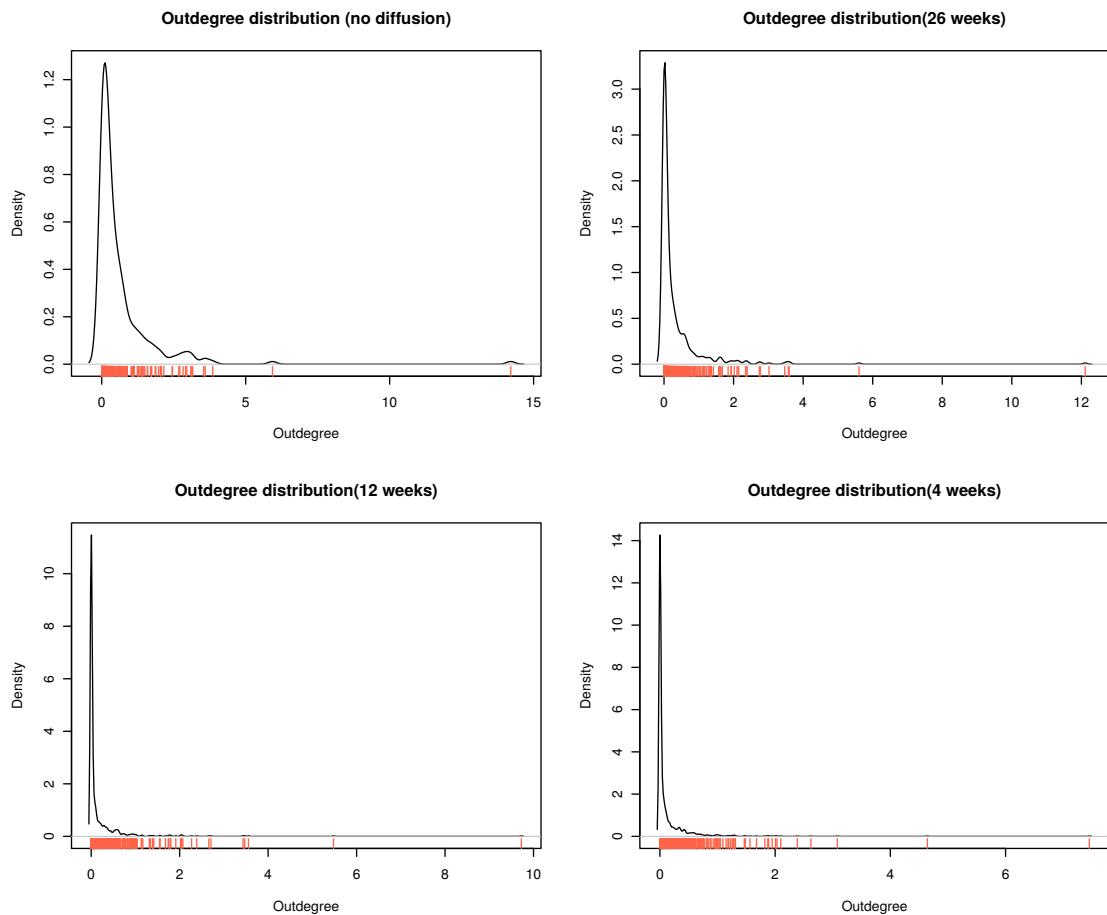 Outdegree distribution (no diffusion)
Density
0.0 0.2 0.4 0.6 0.8 1.0 1.2
0 5 10 15
Outdegree
Outdegree distribution(26 weeks)
Density
0.0 0.5 1.0 1.5 2.0 2.5 3.0
0 2 4 6 8 10 12
Outdegree
Outdegree distribution(12 weeks)
Density
0 2 4 6 8 10
0 2 4 6 8 10
Outdegree
Outdegree distribution(4 weeks)
Density
0 2 4 6 8 10 12 14
0 2 4 6
Outdegree